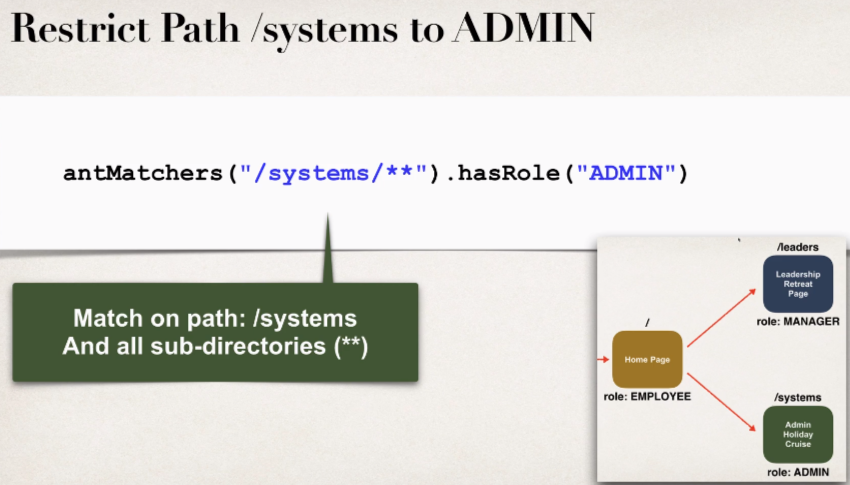 Restrict Path /systems to ADMIN
antMatchers("/systems/**").hasRole("ADMIN")
Match on path: /systems
And all sub-directories (**)
/leaders
Leadership
Retreat
Page
role: MANAGER
/
Home Page
role: EMPLOYEE
/systems
Admin
Holiday
Cruise
role: ADMIN